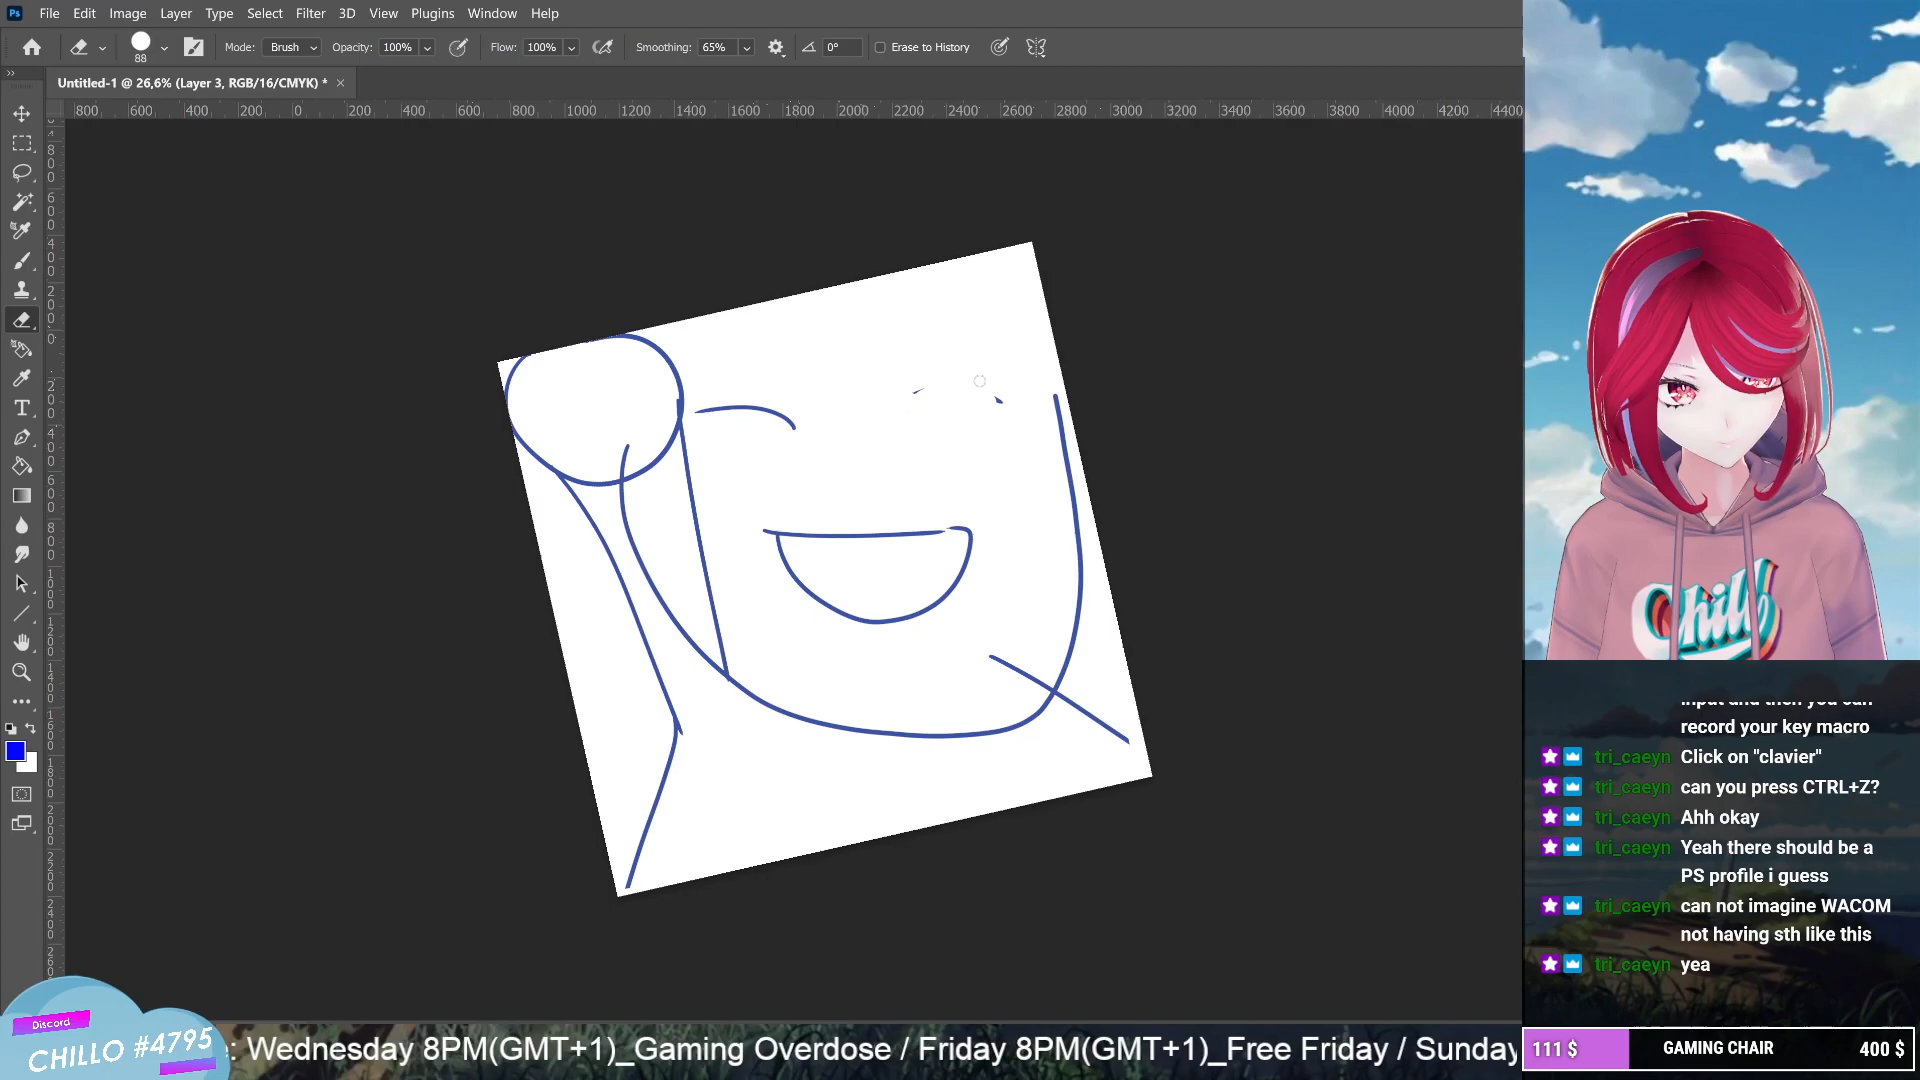 Ps File Edit Image Layer Type Select Filter 3D View Plugins Window Help
88 Mode: Brush Opacity: 100% Flow: 100% Smoothing: 65% 0° Erase to History
Untitled-1 @ 26,6% (Layer 3, RGB/16/CMYK) *
800 600 400 200 0 200 400 600 800 1000 1200 1400 1600 1800 2000 2200 2400 2600 2800 3000 3200 3400 3600 3800 4000 4200 4400
Chill
input and then you can
record your key macro
tri_caeyn Click on "clavier"
tri_caeyn can you press CTRL+Z?
tri_caeyn Ahh okay
tri_caeyn Yeah there should be a
PS profile i guess
tri_caeyn can not imagine WACOM
not having sth like this
tri_caeyn yea
Discord
CHILLO #4795
: Wednesday 8PM(GMT+1)_Gaming Overdose / Friday 8PM(GMT+1)_Free Friday / Sunday
111 $ GAMING CHAIR 400 $